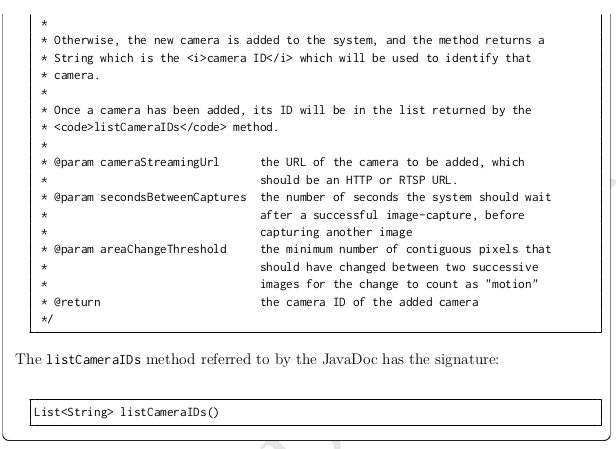 *
* Otherwise, the new camera is added to the system, and the method returns a
* String which is the <i>camera ID</i> which will be used to identify that
* camera.
*
* Once a camera has been added, its ID will be in the list returned by the
* <code>listCameraIDs</code> method.
*
* @param cameraStreamingUrl the URL of the camera to be added, which
* should be an HTTP or RTSP URL.
* @param secondsBetweenCaptures the number of seconds the system should wait
* after a successful image-capture, before
* capturing another image
* @param areaChangeThreshold the minimum number of contiguous pixels that
* should have changed between two successive
* images for the change to count as "motion"
* @return the camera ID of the added camera
*/
The listCameraIDs method referred to by the JavaDoc has the signature:
List<String> listCameraIDs()